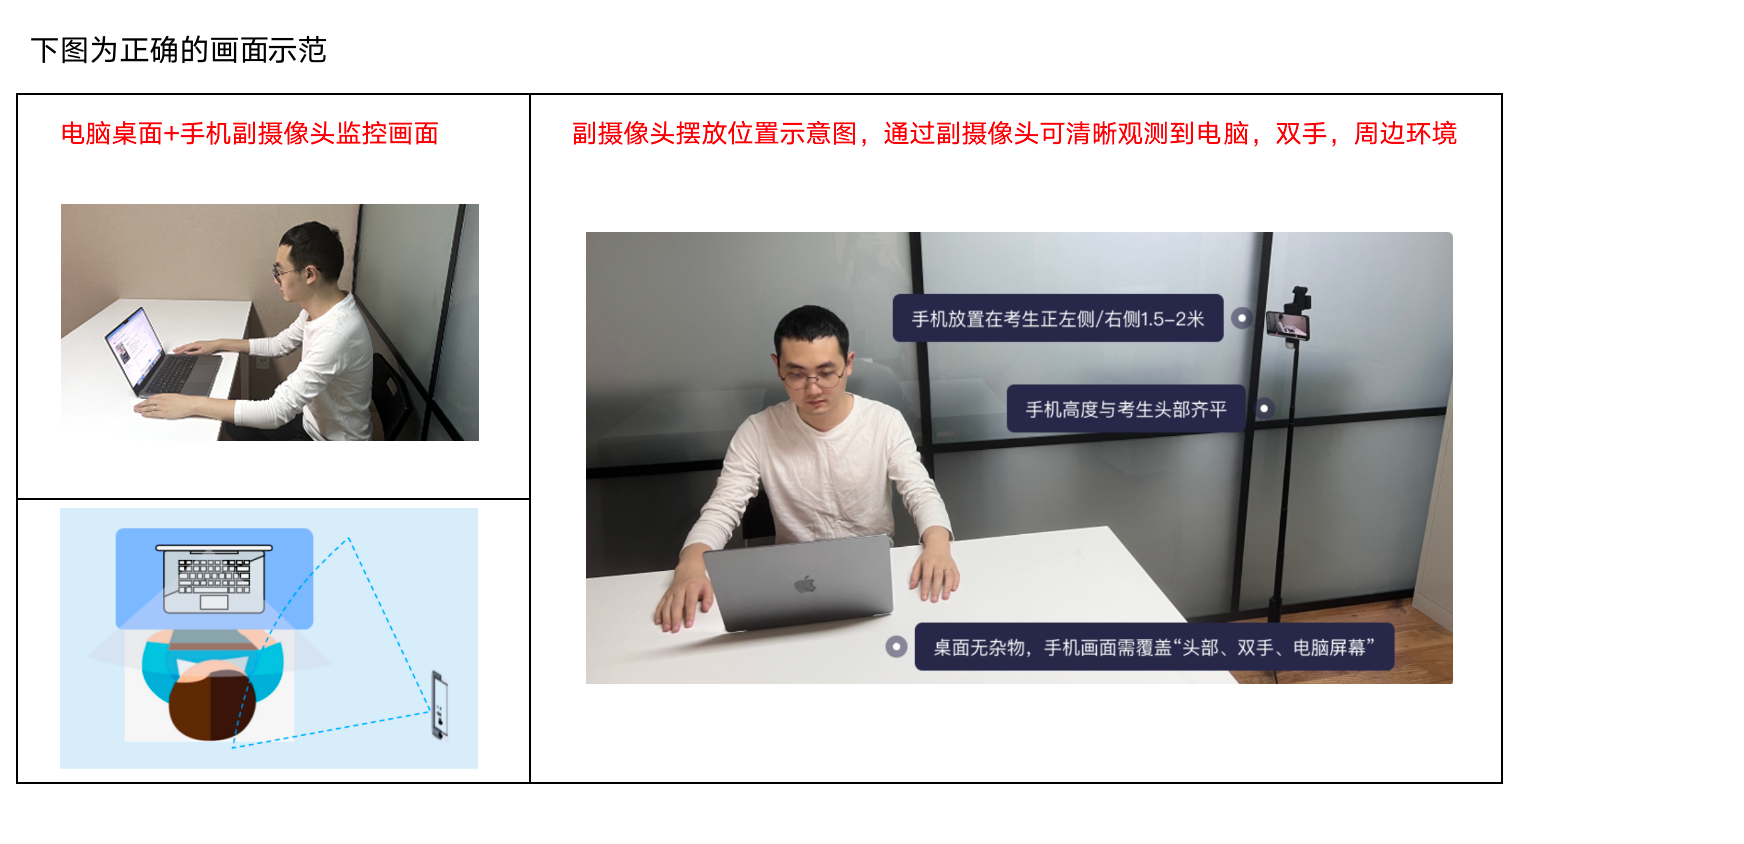 下图为正确的画面示范
电脑桌面+手机副摄像头监控画面
副摄像头摆放位置示意图，通过副摄像头可清晰观测到电脑，双手，周边环境
手机放置在考生正左侧/右侧1.5-2米
手机高度与考生头部齐平
桌面无杂物，手机画面需覆盖“头部、双手、电脑屏幕”